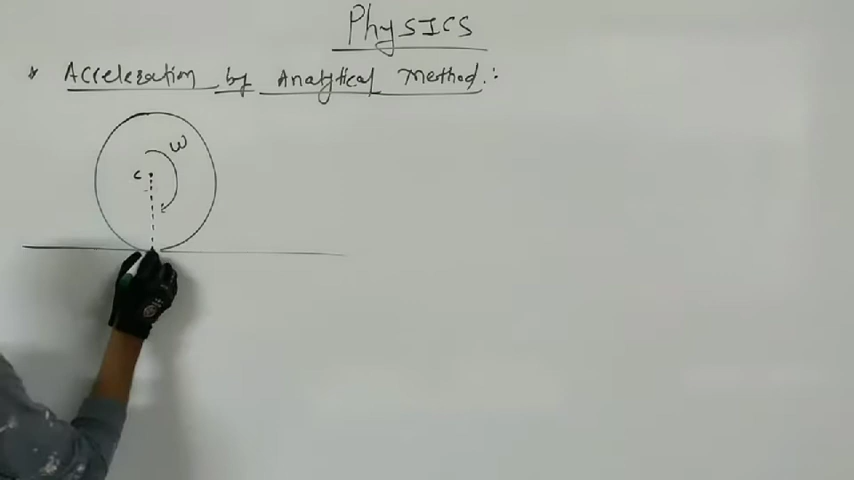 PhysICS
* Acceleration by Analytical Method :
ω
C